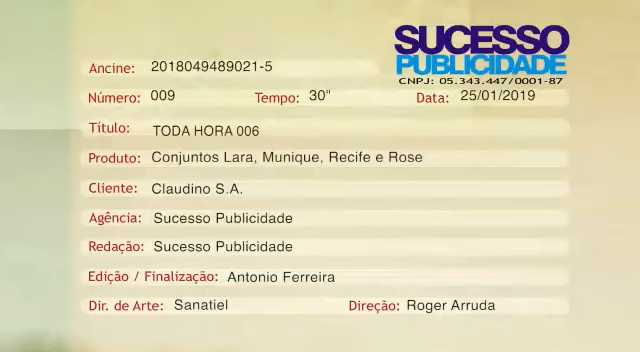 SUCESSO
PUBLICIDADE
CNPJ: 05.343.447/0001-87
Ancine: 2018049489021-5
Número: 009 Tempo: 30" Data: 25/01/2019
Título: TODA HORA 006
Produto: Conjuntos Lara, Munique, Recife e Rose
Cliente: Claudino S.A.
Agência: Sucesso Publicidade
Redação: Sucesso Publicidade
Edição / Finalização: Antonio Ferreira
Dir. de Arte: Sanatiel Direção: Roger Arruda